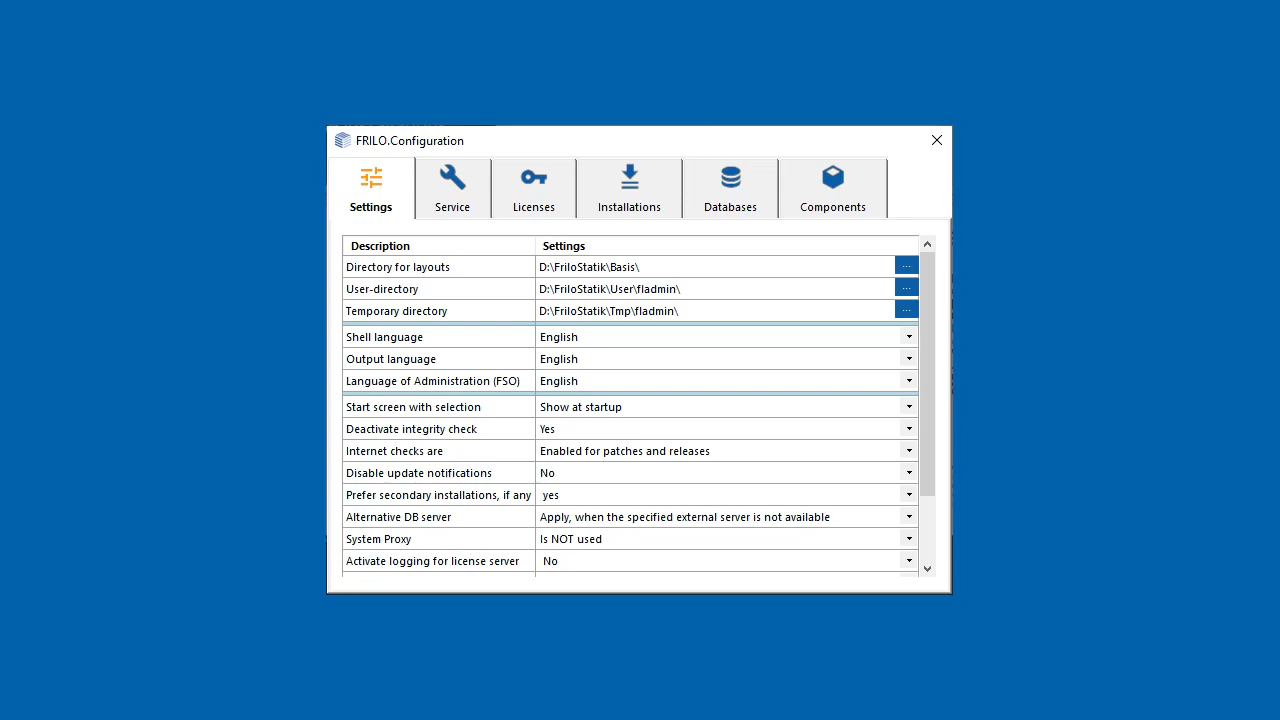 FRILO.Configuration
Settings Service Licenses Installations Databases Components
Description Settings
Directory for layouts D:\FriloStatik\Basis\ ...
User-directory D:\FriloStatik\User\fladmin\ ...
Temporary directory D:\FriloStatik\Tmp\fladmin\ ...
Shell language English
Output language English
Language of Administration (FSO) English
Start screen with selection Show at startup
Deactivate integrity check Yes
Internet checks are Enabled for patches and releases
Disable update notifications No
Prefer secondary installations, if any yes
Alternative DB server Apply, when the specified external server is not available
System Proxy Is NOT used
Activate logging for license server No